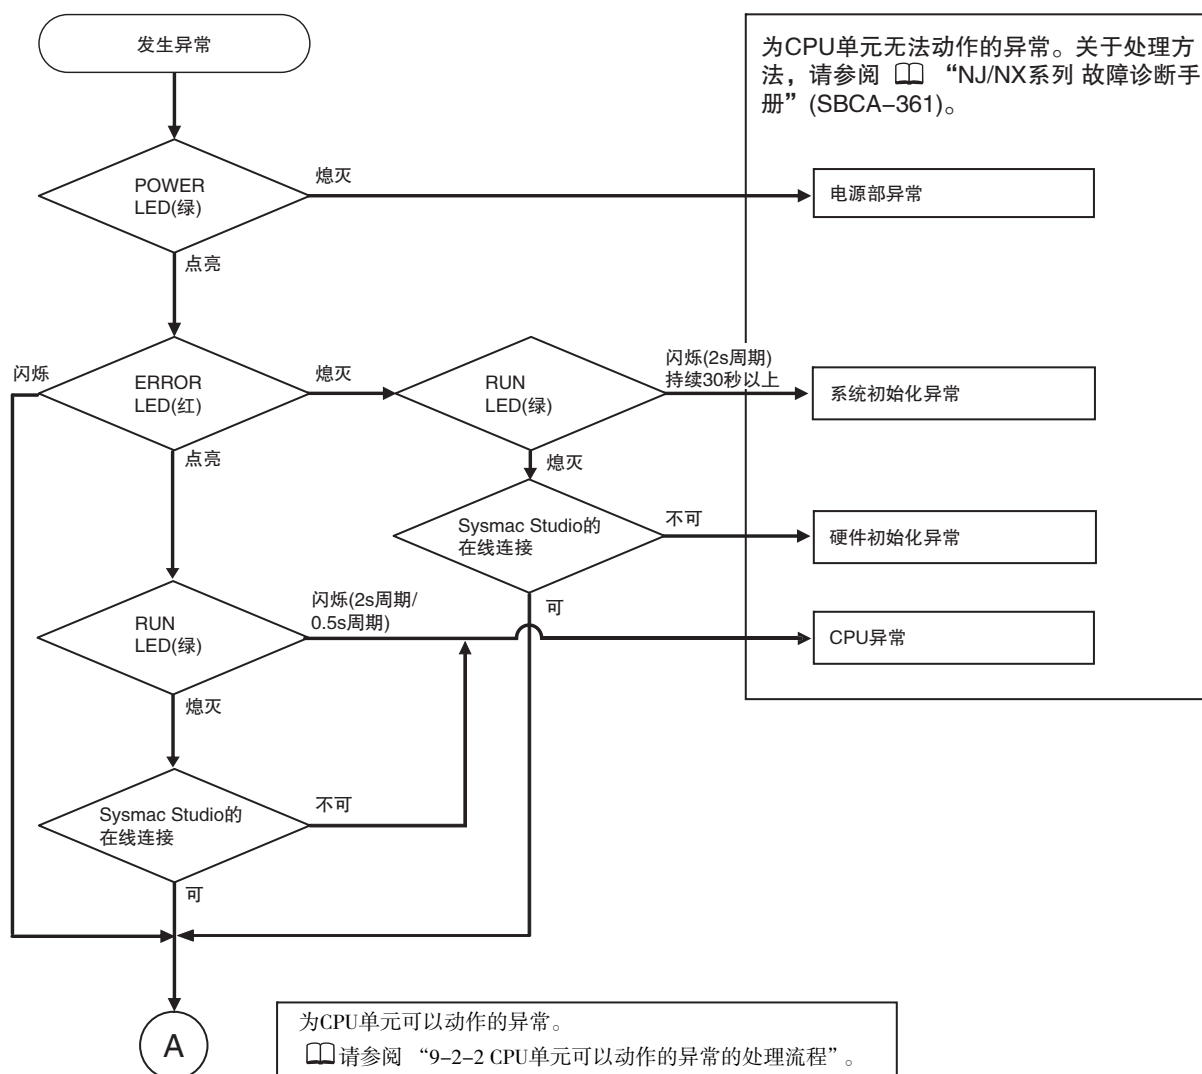 发生异常
为CPU单元无法动作的异常。关于处理方
法，请参阅 “NJ/NX系列 故障诊断手
册” (SBCA–361)。
POWER
LED(绿)
熄灭
电源部异常
点亮
闪烁
ERROR
LED(红)
熄灭
RUN
LED(绿)
闪烁(2s周期)
持续30秒以上
系统初始化异常
点亮
熄灭
Sysmac Studio的
在线连接
不可
硬件初始化异常
可
RUN
LED(绿)
闪烁(2s周期/
0.5s周期)
CPU异常
熄灭
Sysmac Studio的
在线连接
不可
可
A
为CPU单元可以动作的异常。
请参阅 “9–2–2 CPU单元可以动作的异常的处理流程”。